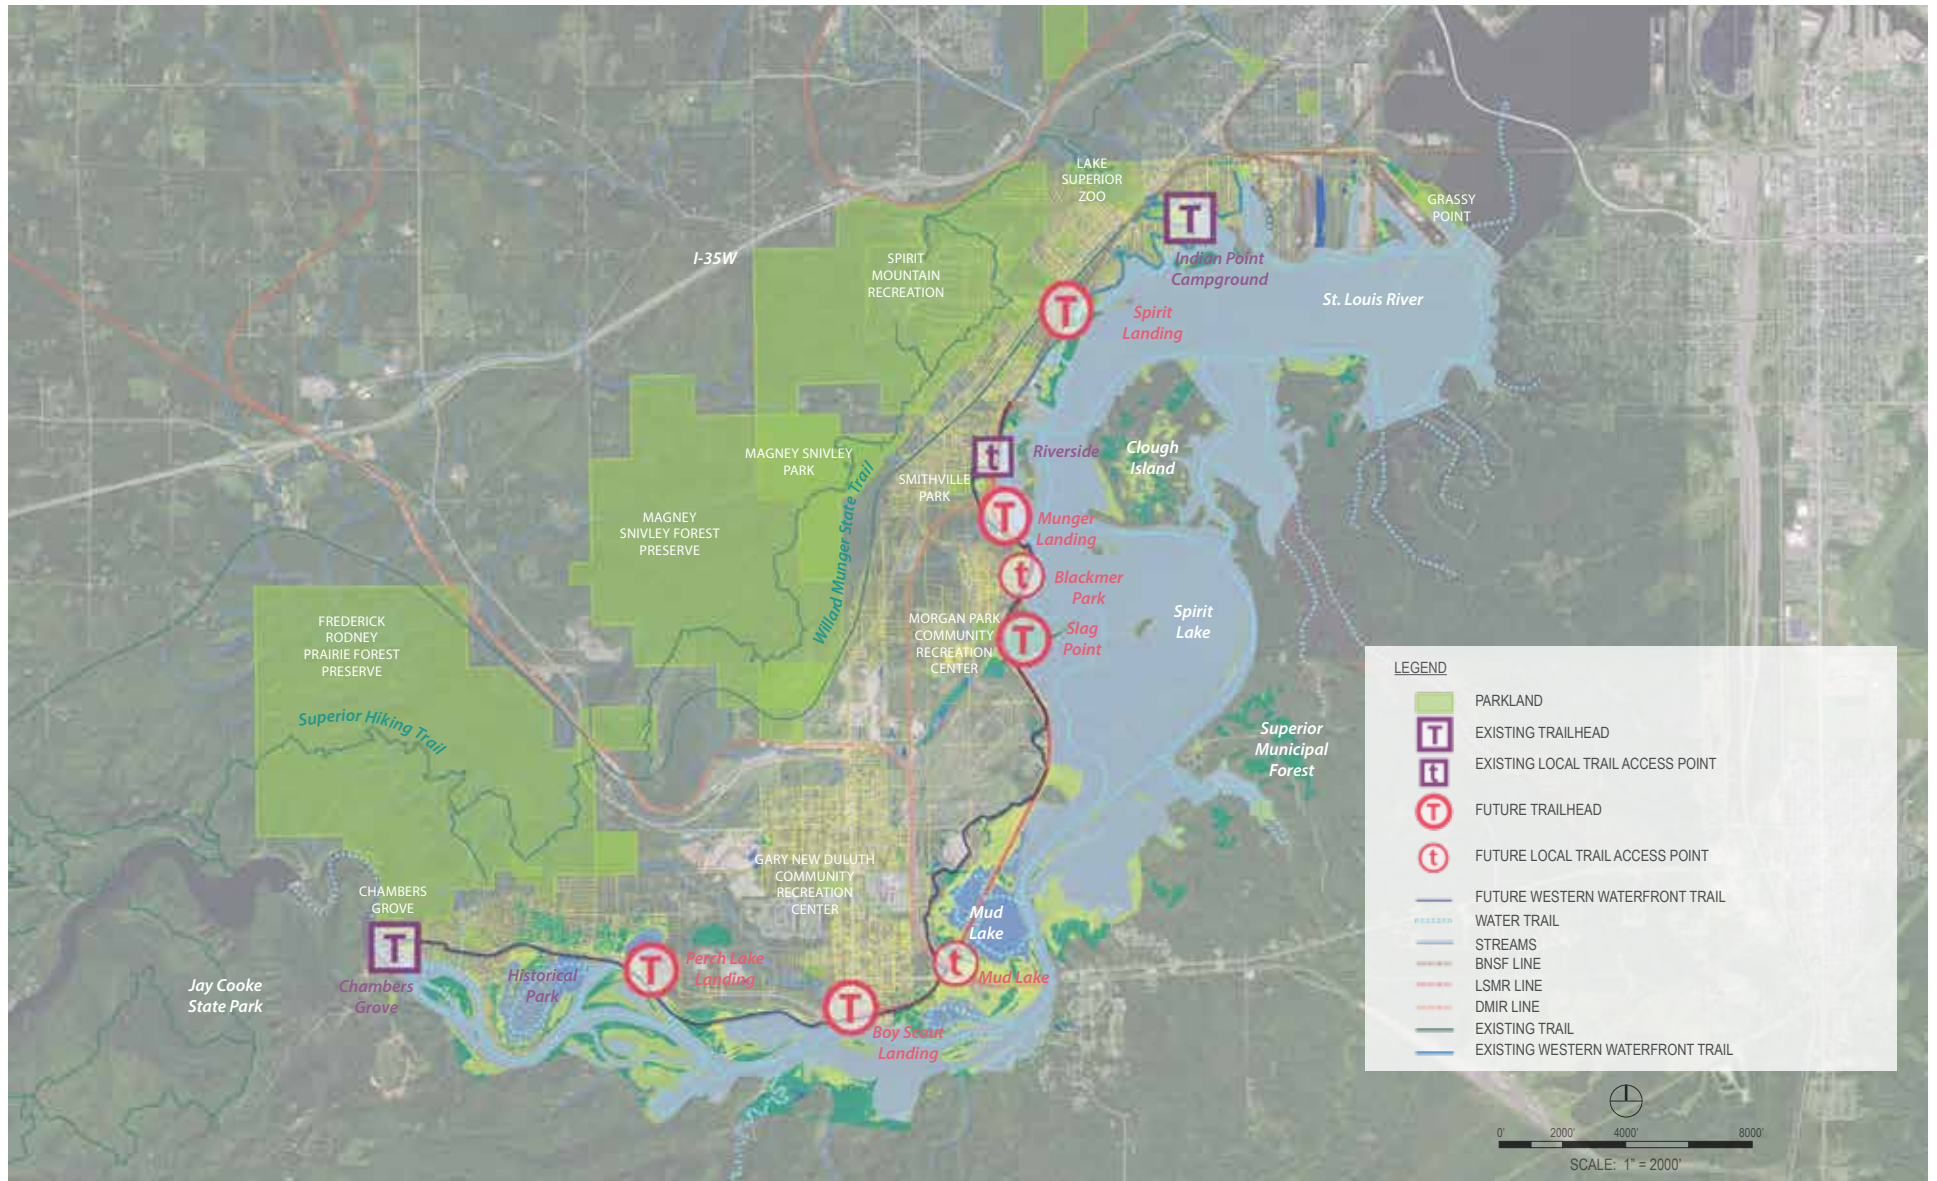 LAKE
SUPERIOR
ZOO
T
GRASSY
POINT
I-35W
SPIRIT
MOUNTAIN
RECREATION
Indian Point
Campground
St. Louis River
T
Spirit
Landing
MAGNEY SNIVLEY
PARK
t
Riverside
Clough
Island
SMITHVILLE
PARK
Willard Munger State Trail
MAGNEY
SNIVLEY FOREST
PRESERVE
T
Munger
Landing
t
Blackmer
Park
FREDERICK
RODNEY
PRAIRIE FOREST
PRESERVE
MORGAN PARK
COMMUNITY
RECREATION
CENTER
T
Slag
Point
Spirit
Lake
Superior Hiking Trail
Superior
Municipal
Forest
GARY NEW DULUTH
COMMUNITY
RECREATION
CENTER
CHAMBERS
GROVE
T
Chambers
Grove
Jay Cooke
State Park
Historical
Park
T
Perch Lake
Landing
Mud
Lake
t
Mud Lake
T
Boy Scout
Landing
LEGEND
PARKLAND
T
EXISTING TRAILHEAD
t
EXISTING LOCAL TRAIL ACCESS POINT
T
FUTURE TRAILHEAD
t
FUTURE LOCAL TRAIL ACCESS POINT
FUTURE WESTERN WATERFRONT TRAIL
WATER TRAIL
STREAMS
BNSF LINE
LSMR LINE
DMIR LINE
EXISTING TRAIL
EXISTING WESTERN WATERFRONT TRAIL
0' 2000' 4000' 8000'
SCALE: 1" = 2000'